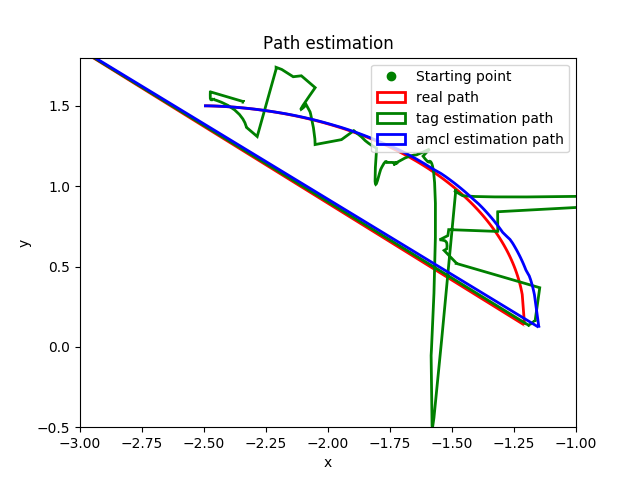 Path estimation
Starting point
real path
tag estimation path
amcl estimation path
1.5
1.0
0.5
0.0
−0.5
y
−3.00 −2.75 −2.50 −2.25 −2.00 −1.75 −1.50 −1.25 −1.00
x